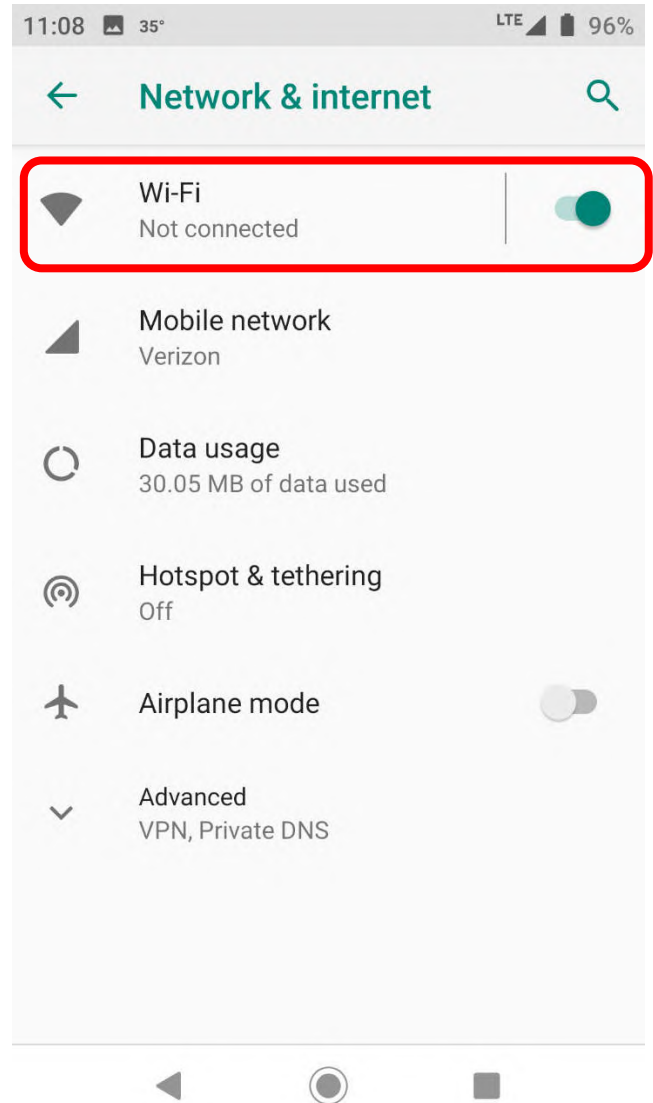 11:08 35° LTE 96%
Network & internet
Wi-Fi
Not connected
Mobile network
Verizon
Data usage
30.05 MB of data used
Hotspot & tethering
Off
Airplane mode
Advanced
VPN, Private DNS